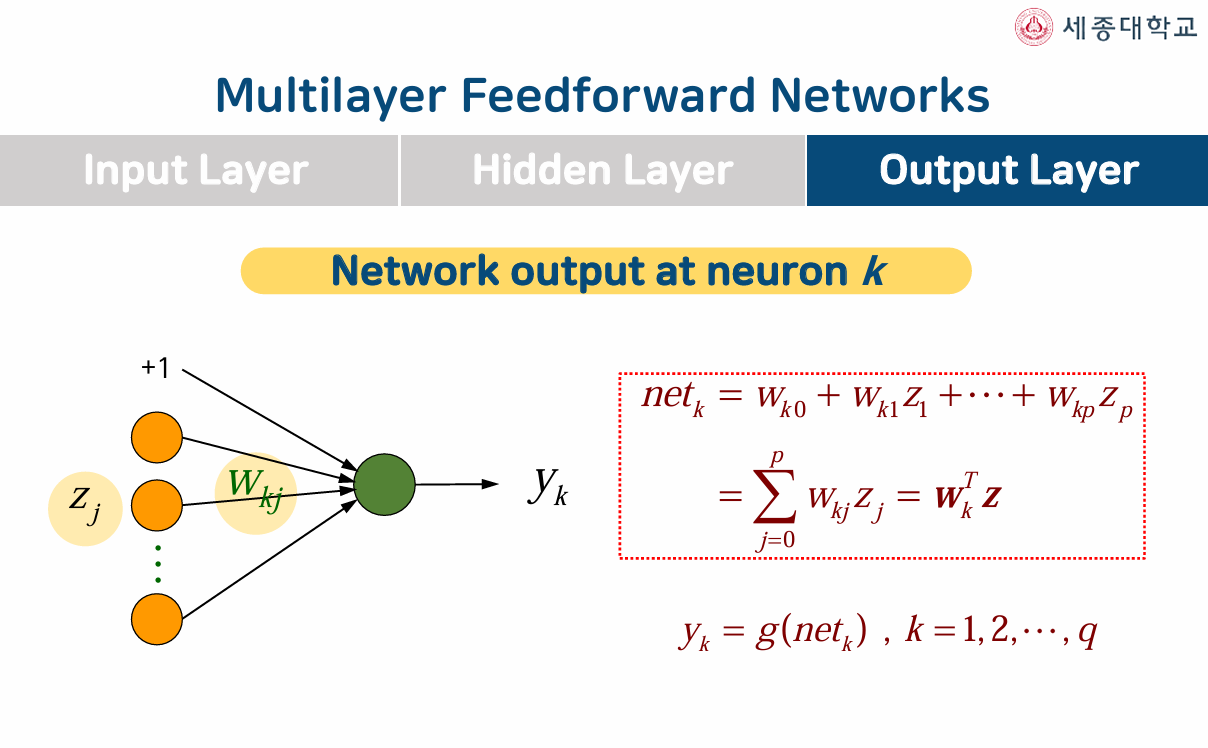 세종대학교
Multilayer Feedforward Networks
Input Layer
Hidden Layer
Output Layer
Network output at neuron k
+1
z_j
w_kj
y_k
net_k = w_k0 + w_k1 z_1 + ⋯ + w_kp z_p
= ∑_{j=0}^{p} w_kj z_j = w_k^T z
y_k = g(net_k) , k = 1, 2, ⋯, q